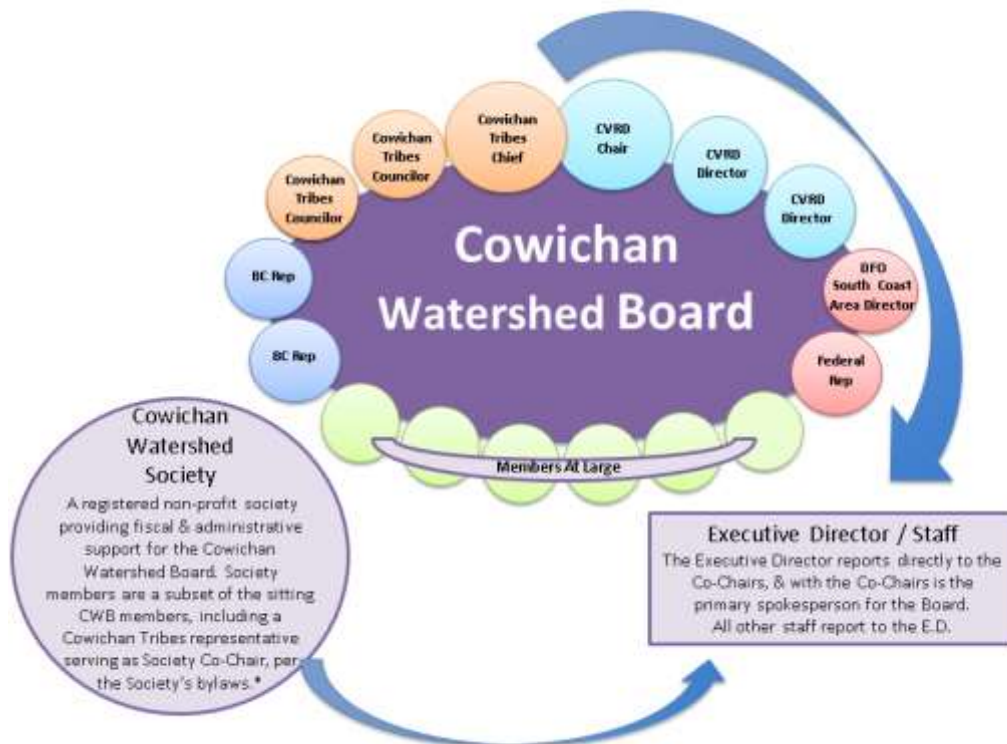 Cowichan
Tribes
Chief
CVRD
Chair
Cowichan
Tribes
Councilor
CVRD
Director
Cowichan
Tribes
Councilor
CVRD
Director
Cowichan
Watershed Board
BC Rep
DFO
South Coast
Area Director
BC Rep
Federal
Rep
Members At Large
Cowichan
Watershed
Society
A registered non-profit society
providing fiscal & administrative
support for the Cowichan
Watershed Board. Society
members are a subset of the sitting
CWB members, including a
Cowichan Tribes representative
serving as Society Co-Chair, per
the Society's bylaws.*
Executive Director / Staff
The Executive Director reports directly to the
Co-Chairs, & with the Co-Chairs is the
primary spokesperson for the Board.
All other staff report to the E.D.